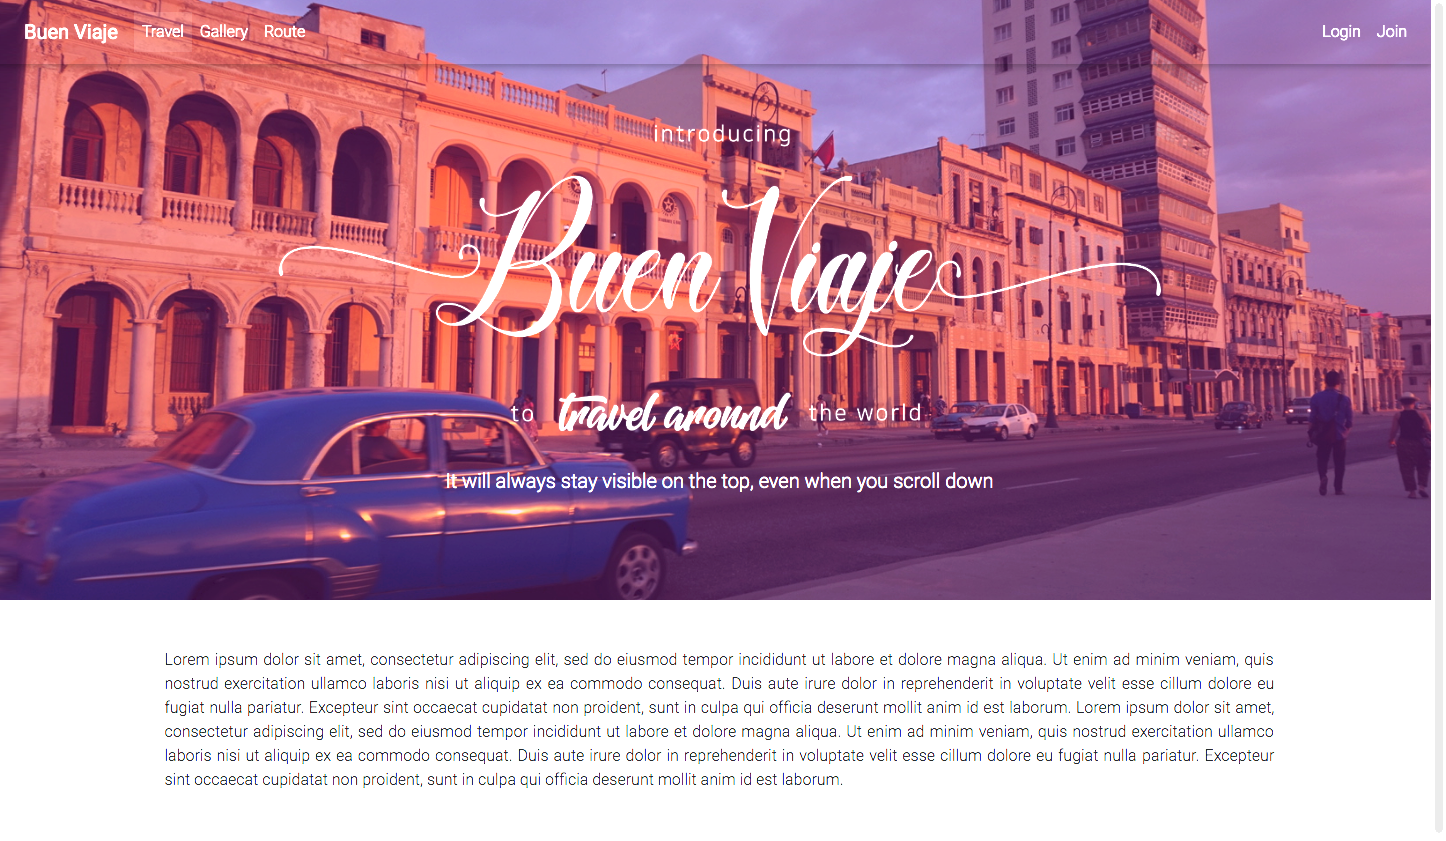 Buen Viaje Travel Gallery Route Login Join
introducing
Buen Viaje
to travel around the world
It will always stay visible on the top, even when you scroll down
Lorem ipsum dolor sit amet, consectetur adipiscing elit, sed do eiusmod tempor incididunt ut labore et dolore magna aliqua. Ut enim ad minim veniam, quis
nostrud exercitation ullamco laboris nisi ut aliquip ex ea commodo consequat. Duis aute irure dolor in reprehenderit in voluptate velit esse cillum dolore eu
fugiat nulla pariatur. Excepteur sint occaecat cupidatat non proident, sunt in culpa qui officia deserunt mollit anim id est laborum. Lorem ipsum dolor sit amet,
consectetur adipiscing elit, sed do eiusmod tempor incididunt ut labore et dolore magna aliqua. Ut enim ad minim veniam, quis nostrud exercitation ullamco
laboris nisi ut aliquip ex ea commodo consequat. Duis aute irure dolor in reprehenderit in voluptate velit esse cillum dolore eu fugiat nulla pariatur. Excepteur
sint occaecat cupidatat non proident, sunt in culpa qui officia deserunt mollit anim id est laborum.